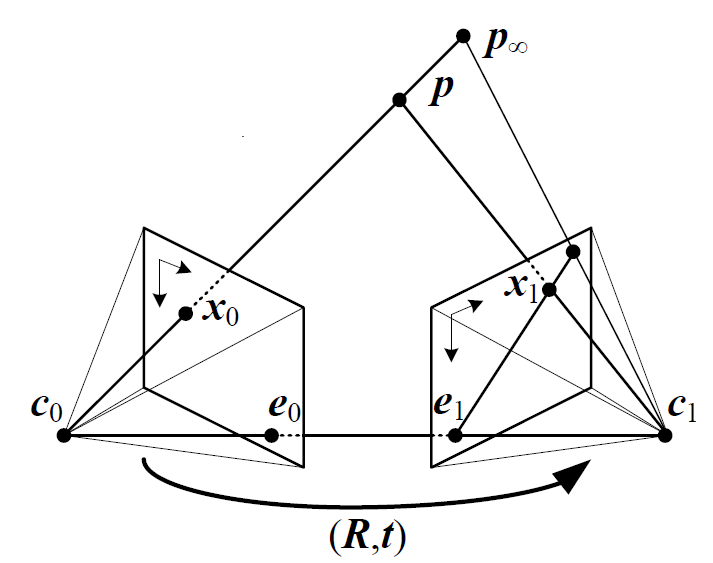 p∞
p
x₁
x₀
c₀
e₀
e₁
c₁
(R,t)